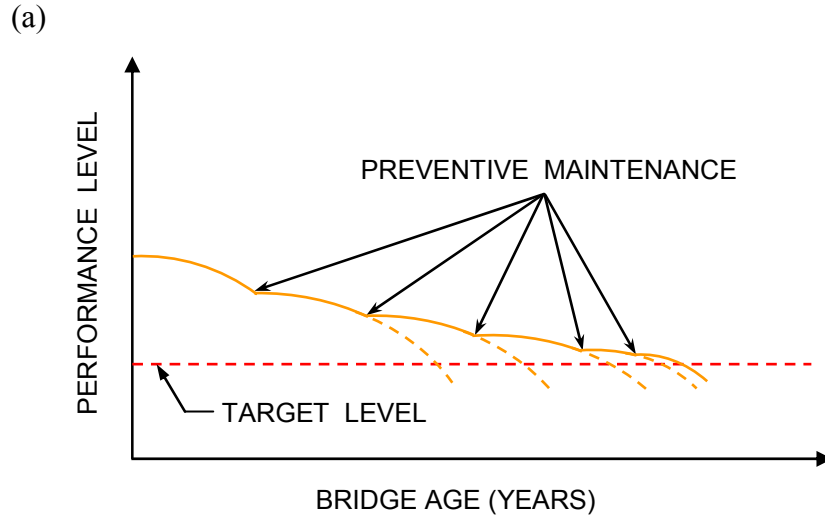 (a)
PREVENTIVE MAINTENANCE
PERFORMANCE LEVEL
TARGET LEVEL
BRIDGE AGE (YEARS)